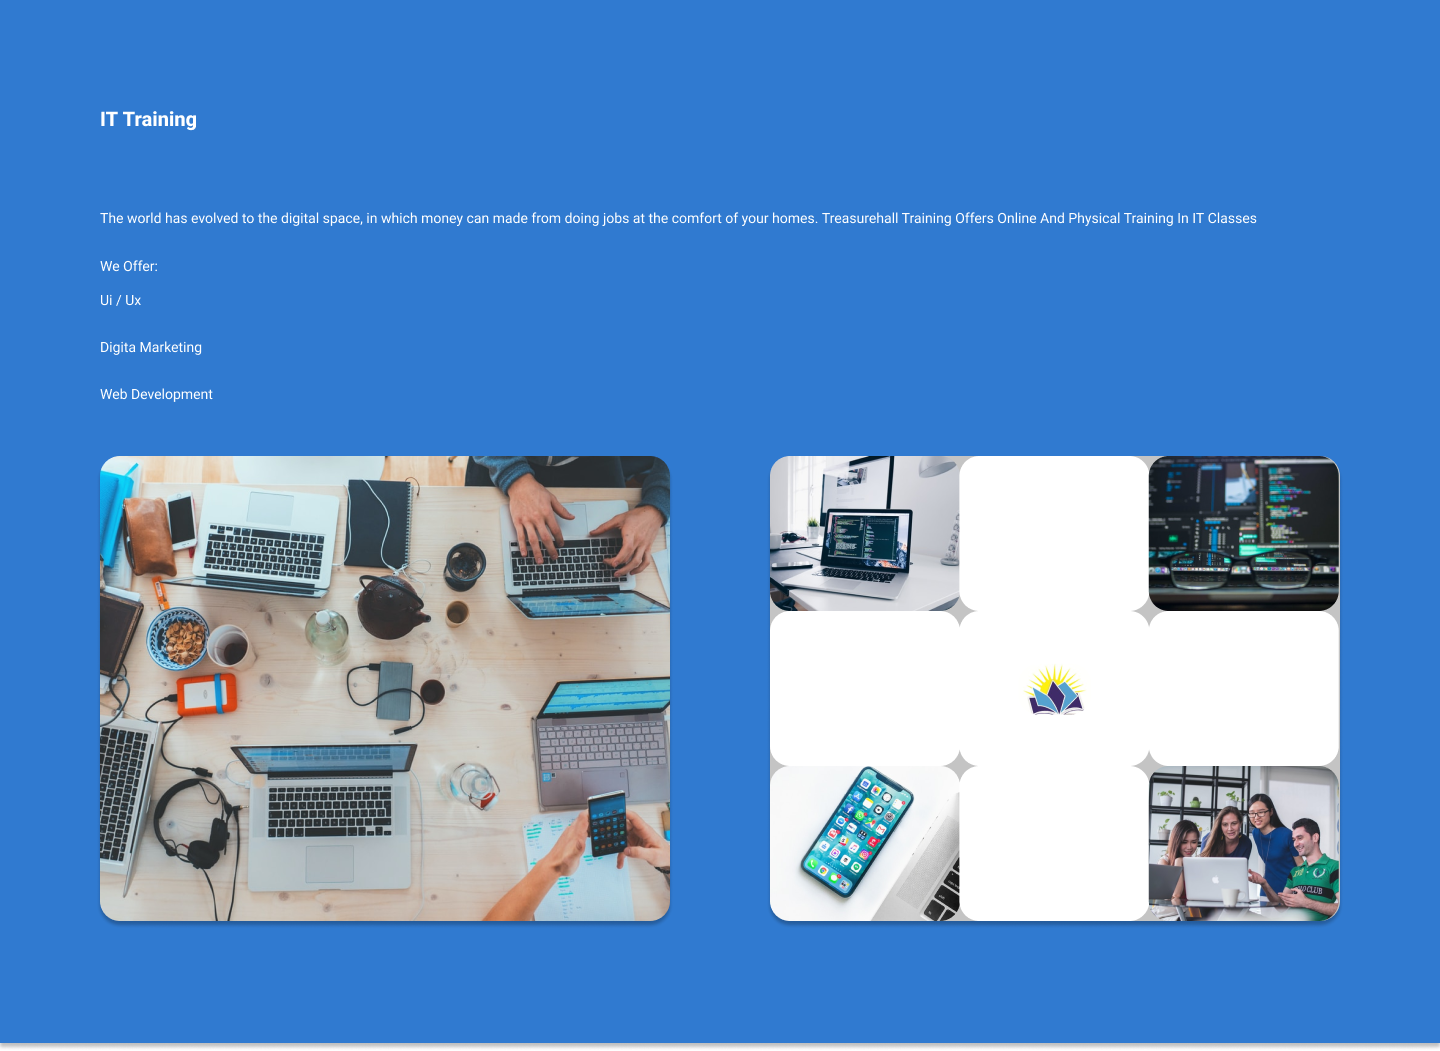 IT Training
The world has evolved to the digital space, in which money can made from doing jobs at the comfort of your homes. Treasurehall Training Offers Online And Physical Training In IT Classes
We Offer:
Ui / Ux
Digita Marketing
Web Development